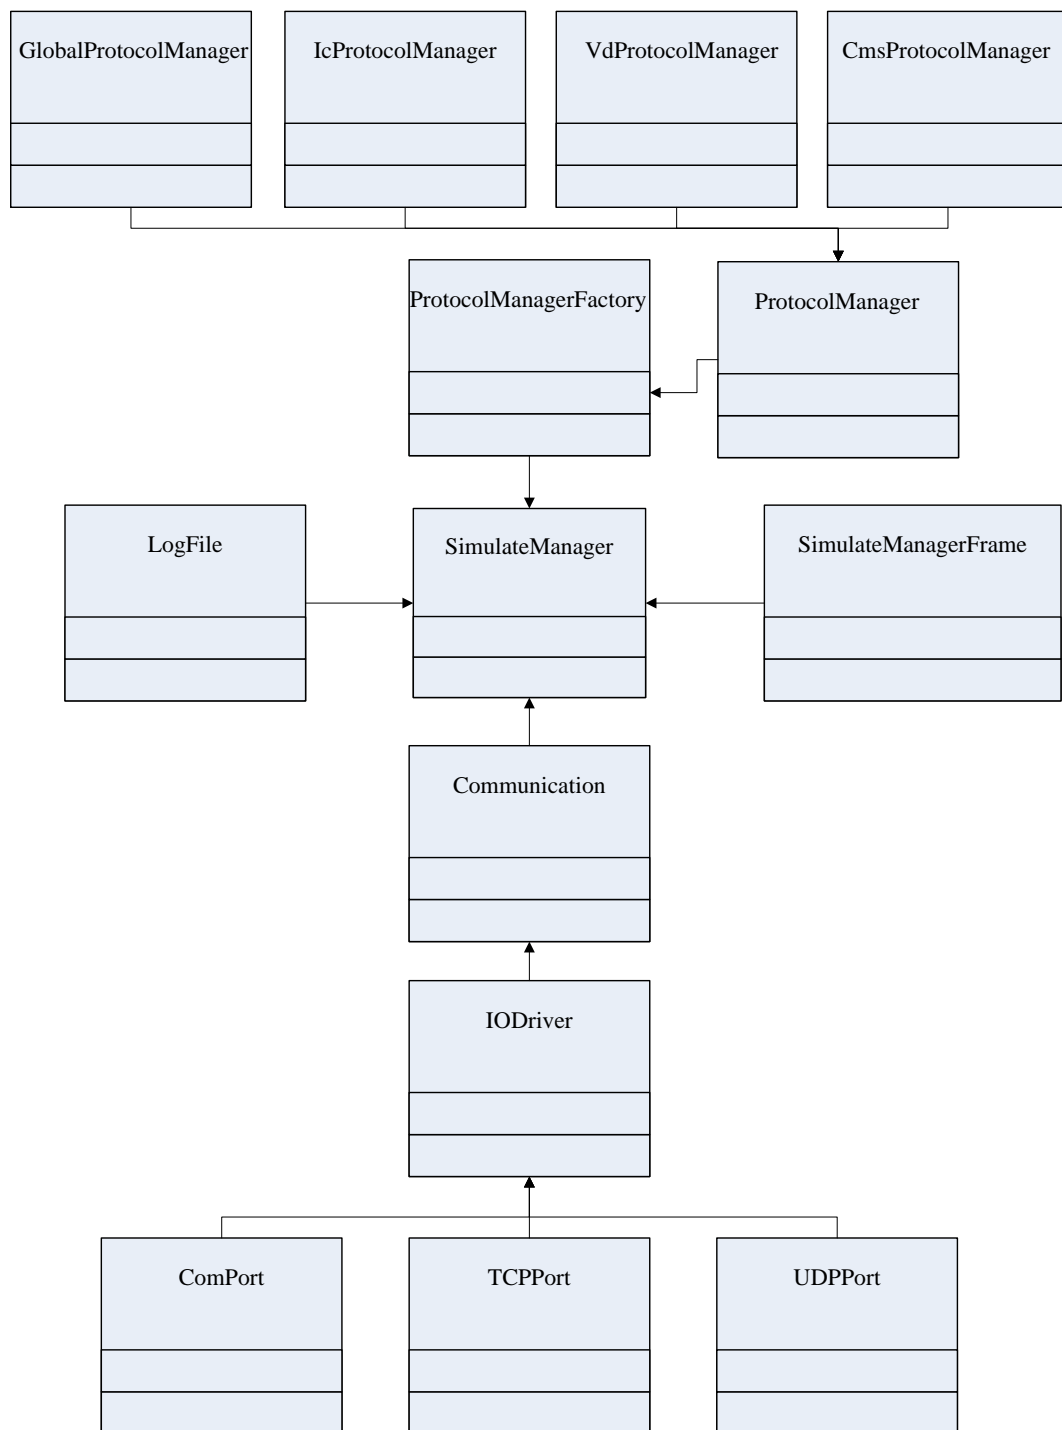 GlobalProtocolManager
IcProtocolManager
VdProtocolManager
CmsProtocolManager
ProtocolManagerFactory
ProtocolManager
LogFile
SimulateManager
SimulateManagerFrame
Communication
IODriver
ComPort
TCPPort
UDPPort